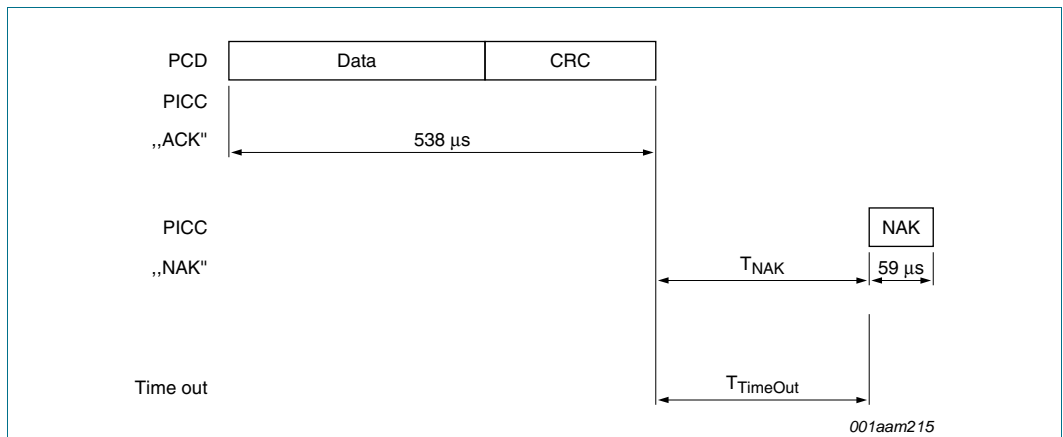 PCD Data CRC
PICC
,,ACK" 538 μs
PICC NAK
,,NAK" TNAK 59 μs
Time out TTimeOut
001aam215